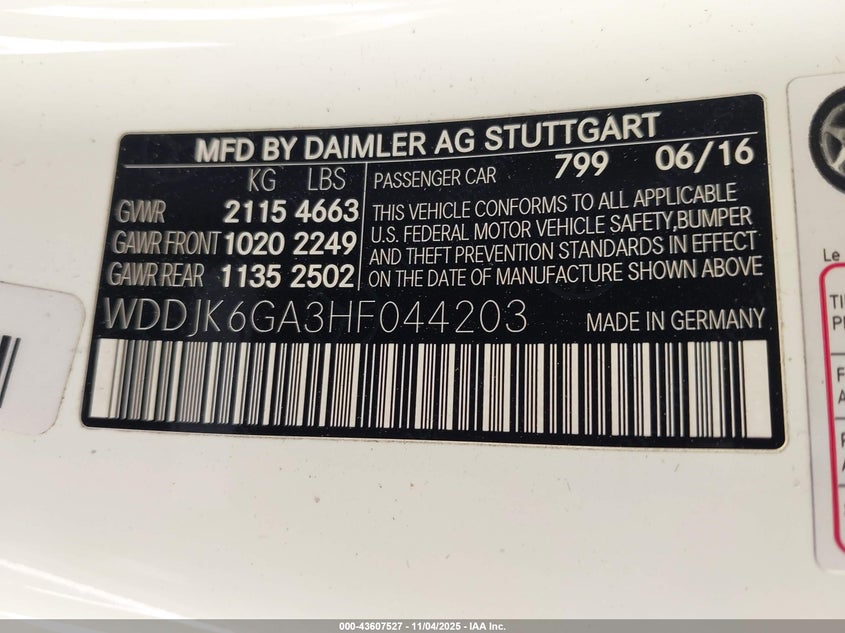 MFD BY DAIMLER AG STUTTGART
KG LBS PASSENGER CAR 799 06/16
GVWR 2115 4663
GAWR FRONT 1020 2249
GAWR REAR 1135 2502
THIS VEHICLE CONFORMS TO ALL APPLICABLE
U.S. FEDERAL MOTOR VEHICLE SAFETY,BUMPER
AND THEFT PREVENTION STANDARDS IN EFFECT
ON THE DATE OF MANUFACTURE SHOWN ABOVE
WDDJK6GA3HF044203 MADE IN GERMANY
Le
000-43607527 - 11/04/2025 - IAA Inc.